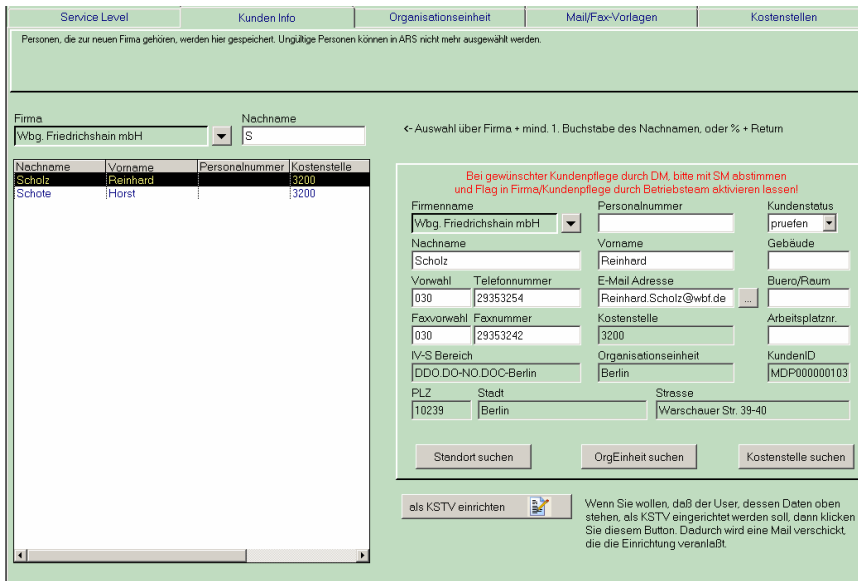 Service Level Kunden Info Organisationseinheit Mail/Fax-Vorlagen Kostenstellen
Personen, die zur neuen Firma gehören, werden hier gespeichert. Ungültige Personen können in ARS nicht mehr ausgewählt werden.
Firma Nachname
Wbg. Friedrichshain mbH S
<- Auswahl über Firma + mind. 1. Buchstabe des Nachnamen, oder % + Return
Nachname Vorname Personalnummer Kostenstelle
Scholz Reinhard 3200
Schote Horst 3200
Bei gewünschter Kundenpflege durch DM, bitte mit SM abstimmen
und Flag in Firma/Kundenpflege durch Betriebsteam aktivieren lassen!
Firmenname Personalnummer Kundenstatus
Wbg. Friedrichshain mbH pruefen
Nachname Vorname Gebäude
Scholz Reinhard
Vorwahl Telefonnummer E-Mail Adresse Buero/Raum
030 29353254 Reinhard.Scholz@wbf.de ...
Faxvorwahl Faxnummer Kostenstelle Arbeitsplatznr.
030 29353242 3200
IV-S Bereich Organisationseinheit KundenID
DDO.DO-NO.DOC-Berlin Berlin MDP000000103
PLZ Stadt Strasse
10239 Berlin Warschauer Str. 39-40
Standort suchen OrgEinheit suchen Kostenstelle suchen
als KSTV einrichten
Wenn Sie wollen, daß der User, dessen Daten oben
stehen, als KSTV eingerichtet werden soll, dann klicken
Sie diesem Button. Dadurch wird eine Mail verschickt,
die die Einrichtung veranlaßt.